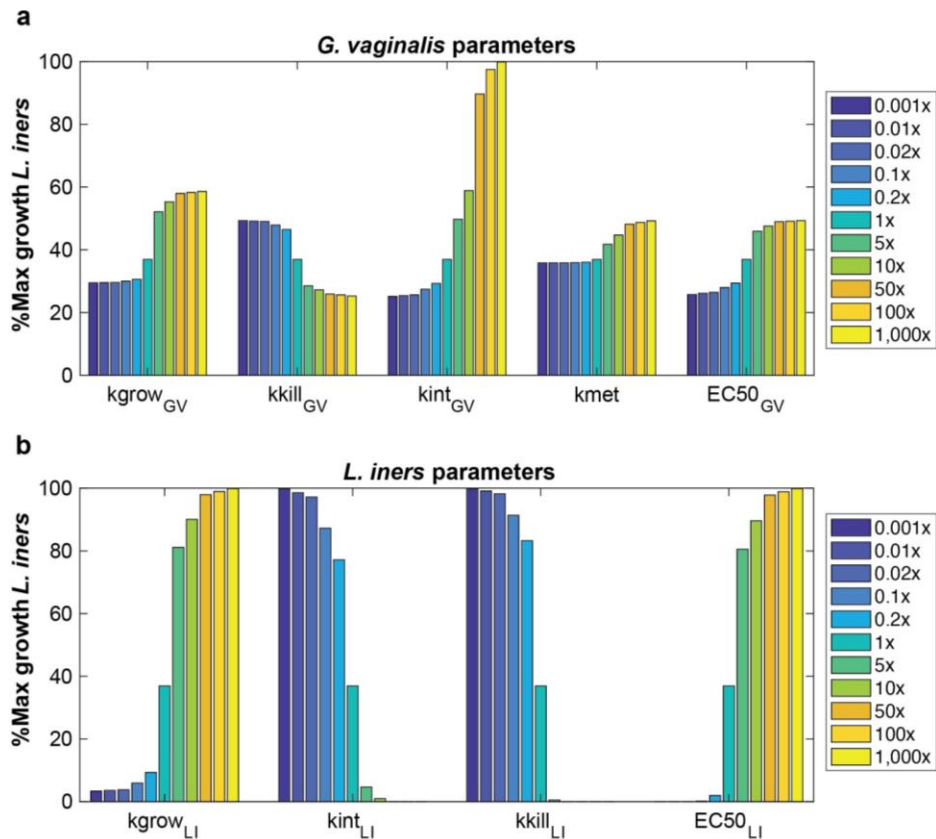 a
G. vaginalis parameters
%Max growth L. iners
100
80
60
40
20
0
kgrowGV
kkillGV
kintGV
kmet
EC50GV
0.001x
0.01x
0.02x
0.1x
0.2x
1x
5x
10x
50x
100x
1,000x
b
L. iners parameters
%Max growth L. iners
100
80
60
40
20
0
kgrowLI
kintLI
kkillLI
EC50LI
0.001x
0.01x
0.02x
0.1x
0.2x
1x
5x
10x
50x
100x
1,000x